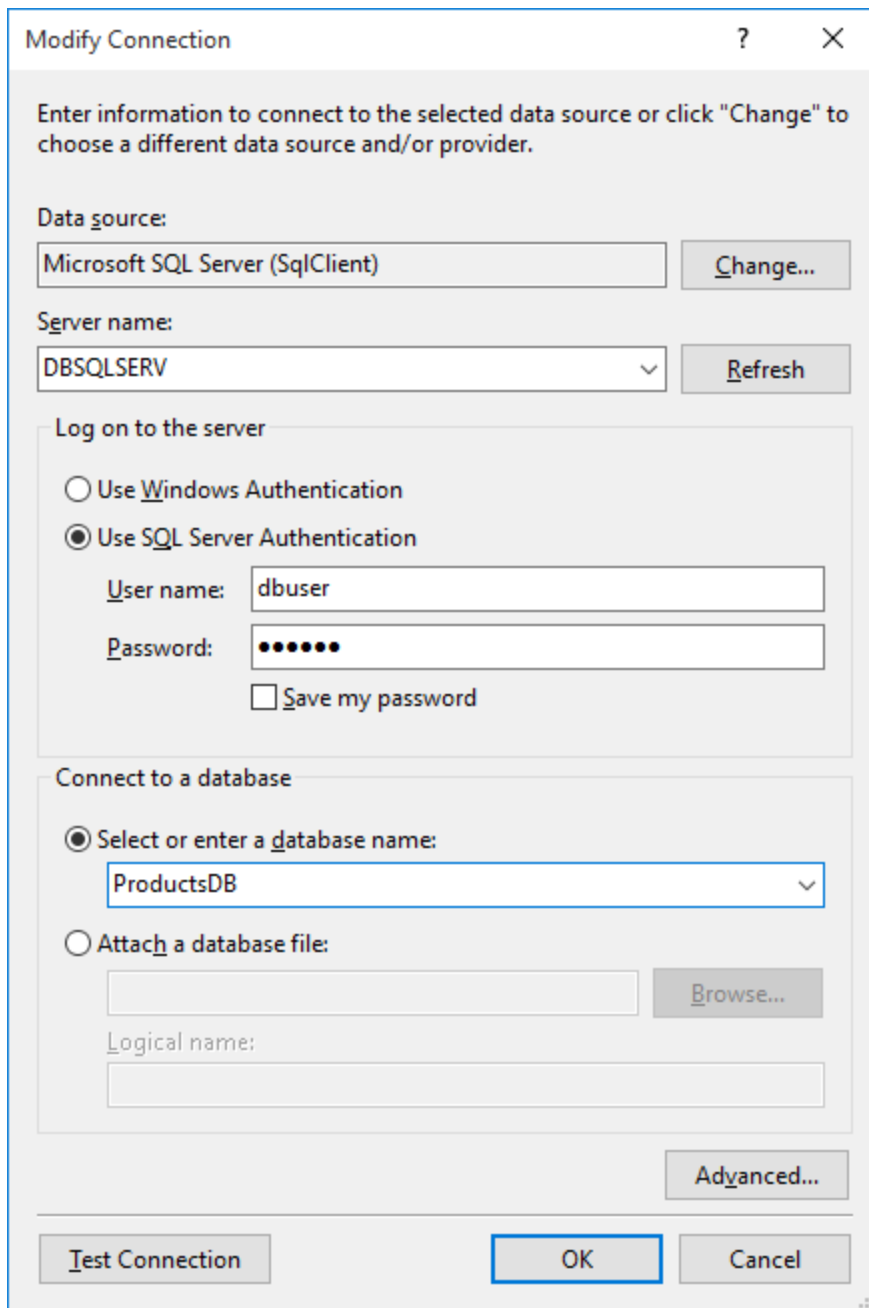 Modify Connection ?
Enter information to connect to the selected data source or click "Change" to
choose a different data source and/or provider.
Data source:
Microsoft SQL Server (SqlClient) Change...
Server name:
DBSQLSERV Refresh
Log on to the server
Use Windows Authentication
Use SQL Server Authentication
User name: dbuser
Password: ●●●●●●
Save my password
Connect to a database
Select or enter a database name:
ProductsDB
Attach a database file:
Browse...
Logical name:
Advanced...
Test Connection OK Cancel